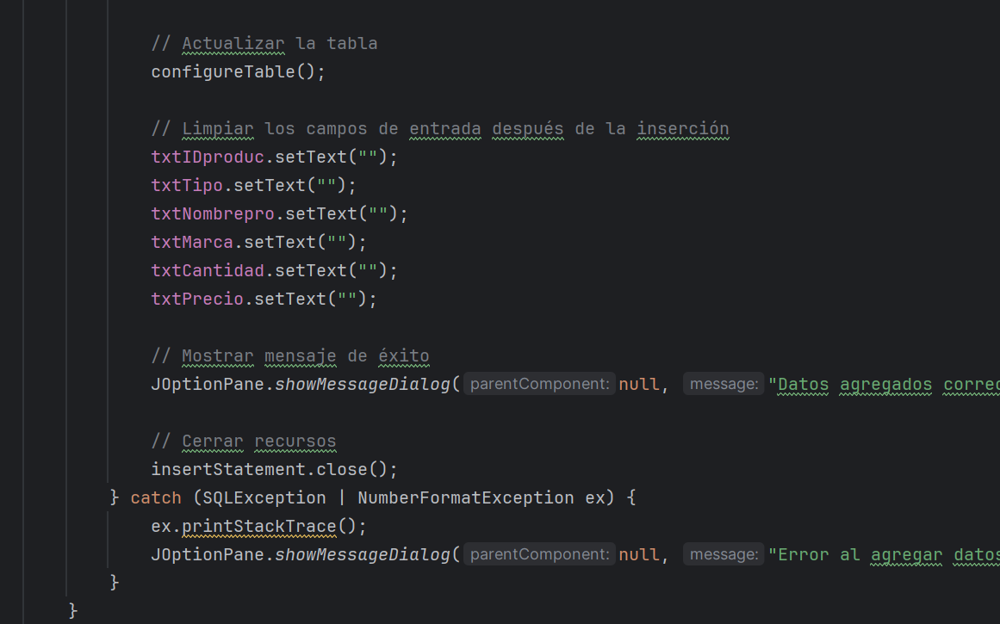 // Actualizar la tabla
configureTable();
// Limpiar los campos de entrada después de la inserción
txtIDproduc.setText("");
txtTipo.setText("");
txtNombrepro.setText("");
txtMarca.setText("");
txtCantidad.setText("");
txtPrecio.setText("");
// Mostrar mensaje de éxito
JOptionPane.showMessageDialog( parentComponent: null, message: "Datos agregados correc
// Cerrar recursos
insertStatement.close();
} catch (SQLException | NumberFormatException ex) {
ex.printStackTrace();
JOptionPane.showMessageDialog( parentComponent: null, message: "Error al agregar datos
}
}